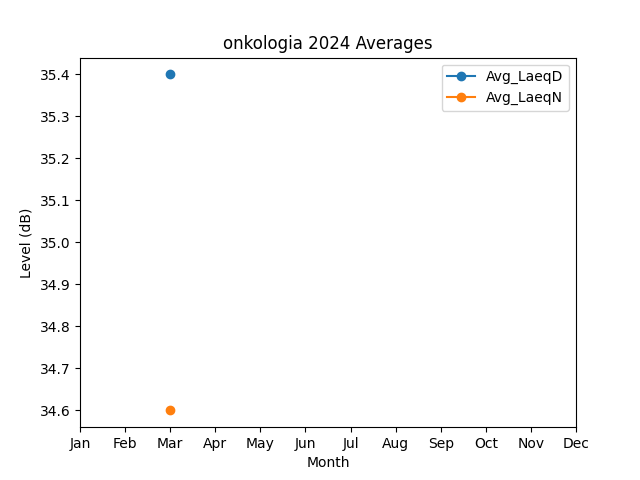 onkologia 2024 Averages
Avg_LaeqD
Avg_LaeqN
Level (dB)
35.4
35.3
35.2
35.1
35.0
34.9
34.8
34.7
34.6
Jan Feb Mar Apr May Jun Jul Aug Sep Oct Nov Dec
Month